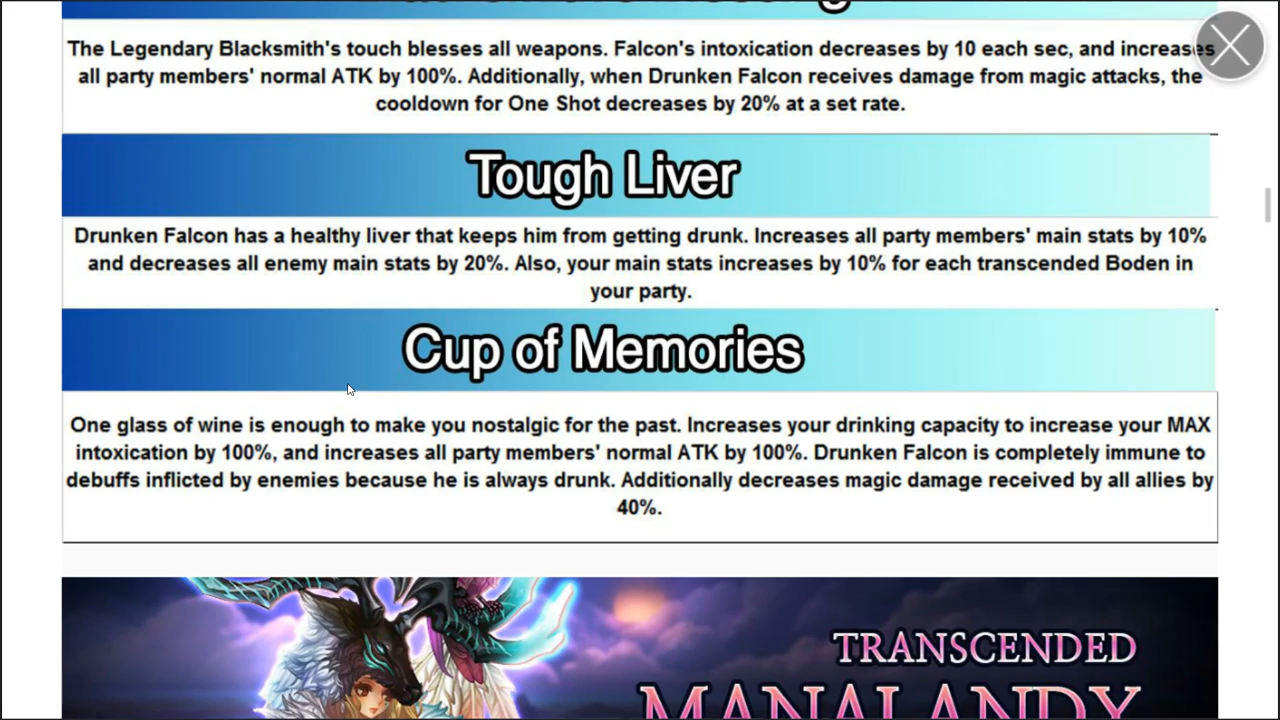 The Legendary Blacksmith's touch blesses all weapons. Falcon's intoxication decreases by 10 each sec, and increases
all party members' normal ATK by 100%. Additionally, when Drunken Falcon receives damage from magic attacks, the
cooldown for One Shot decreases by 20% at a set rate.
Tough Liver
Drunken Falcon has a healthy liver that keeps him from getting drunk. Increases all party members' main stats by 10%
and decreases all enemy main stats by 20%. Also, your main stats increases by 10% for each transcended Boden in
your party.
Cup of Memories
One glass of wine is enough to make you nostalgic for the past. Increases your drinking capacity to increase your MAX
intoxication by 100%, and increases all party members' normal ATK by 100%. Drunken Falcon is completely immune to
debuffs inflicted by enemies because he is always drunk. Additionally decreases magic damage received by all allies by
40%.
TRANSCENDED
MANALANDY